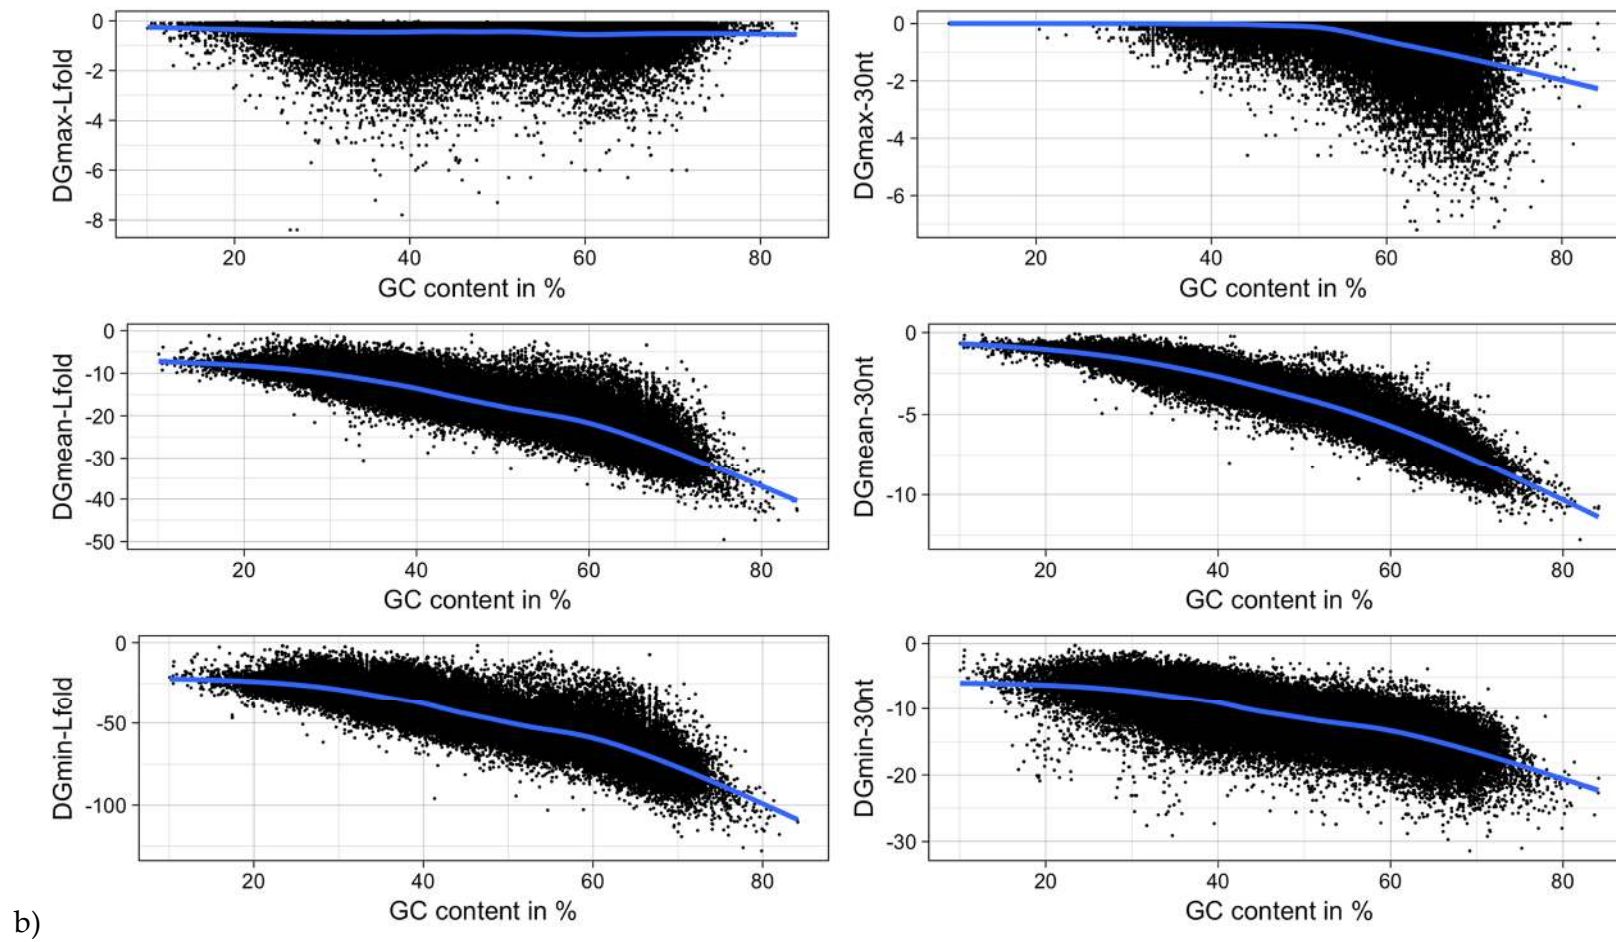 DGmax-Lfold
0
-2
-4
-6
-8
20 40 60 80
GC content in %
DGmax-30nt
0
-2
-4
-6
20 40 60 80
GC content in %
DGmean-Lfold
0
-10
-20
-30
-40
-50
20 40 60 80
GC content in %
DGmean-30nt
0
-5
-10
20 40 60 80
GC content in %
DGmin-Lfold
0
-50
-100
20 40 60 80
GC content in %
DGmin-30nt
0
-10
-20
-30
20 40 60 80
GC content in %
b)